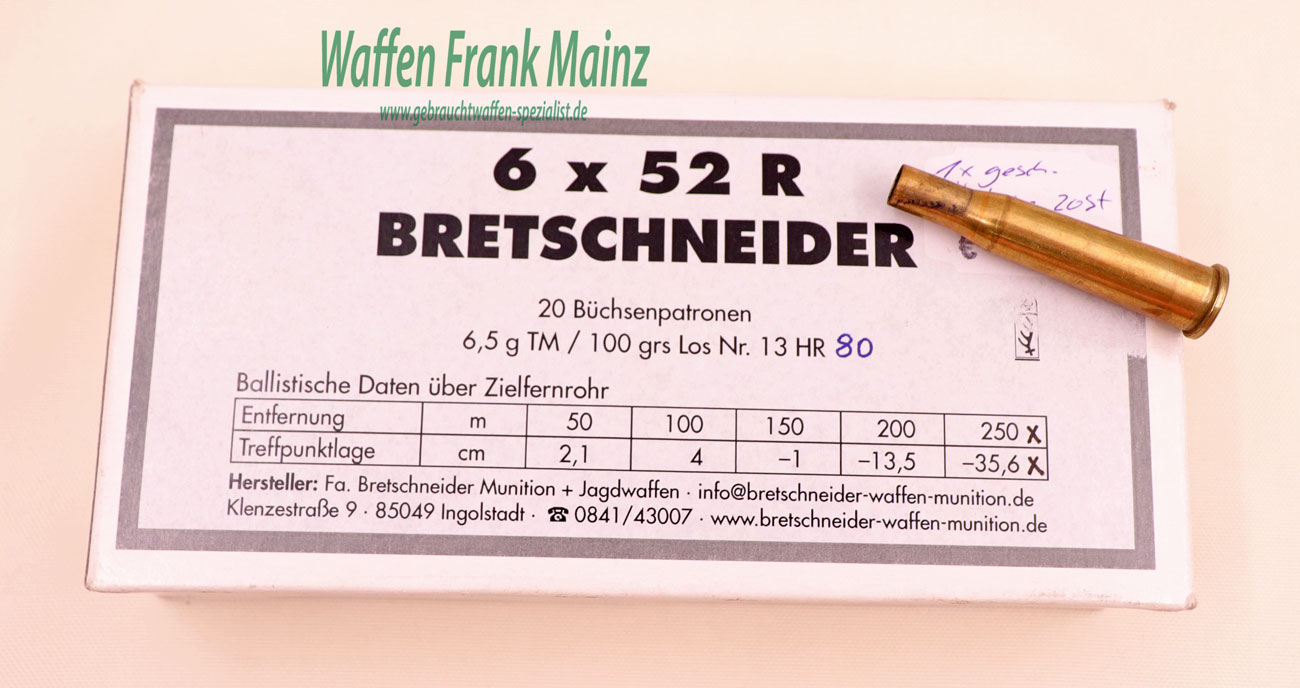 Waffen Frank Mainz
www.gebrauchtwaffen-spezialist.de
6 x 52 R
BRETSCHNEIDER
1x gesch.
20st
€
20 Büchsenpatronen
6,5 g TM / 100 grs Los Nr. 13 HR 80
Ballistische Daten über Zielfernrohr
Entfernung m 50 100 150 200 250 x
Treffpunktlage cm 2,1 4 –1 –13,5 –35,6 x
Hersteller: Fa. Bretschneider Munition + Jagdwaffen · info@bretschneider-waffen-munition.de
Klenzestraße 9 · 85049 Ingolstadt · ☎ 0841/43007 · www.bretschneider-waffen-munition.de